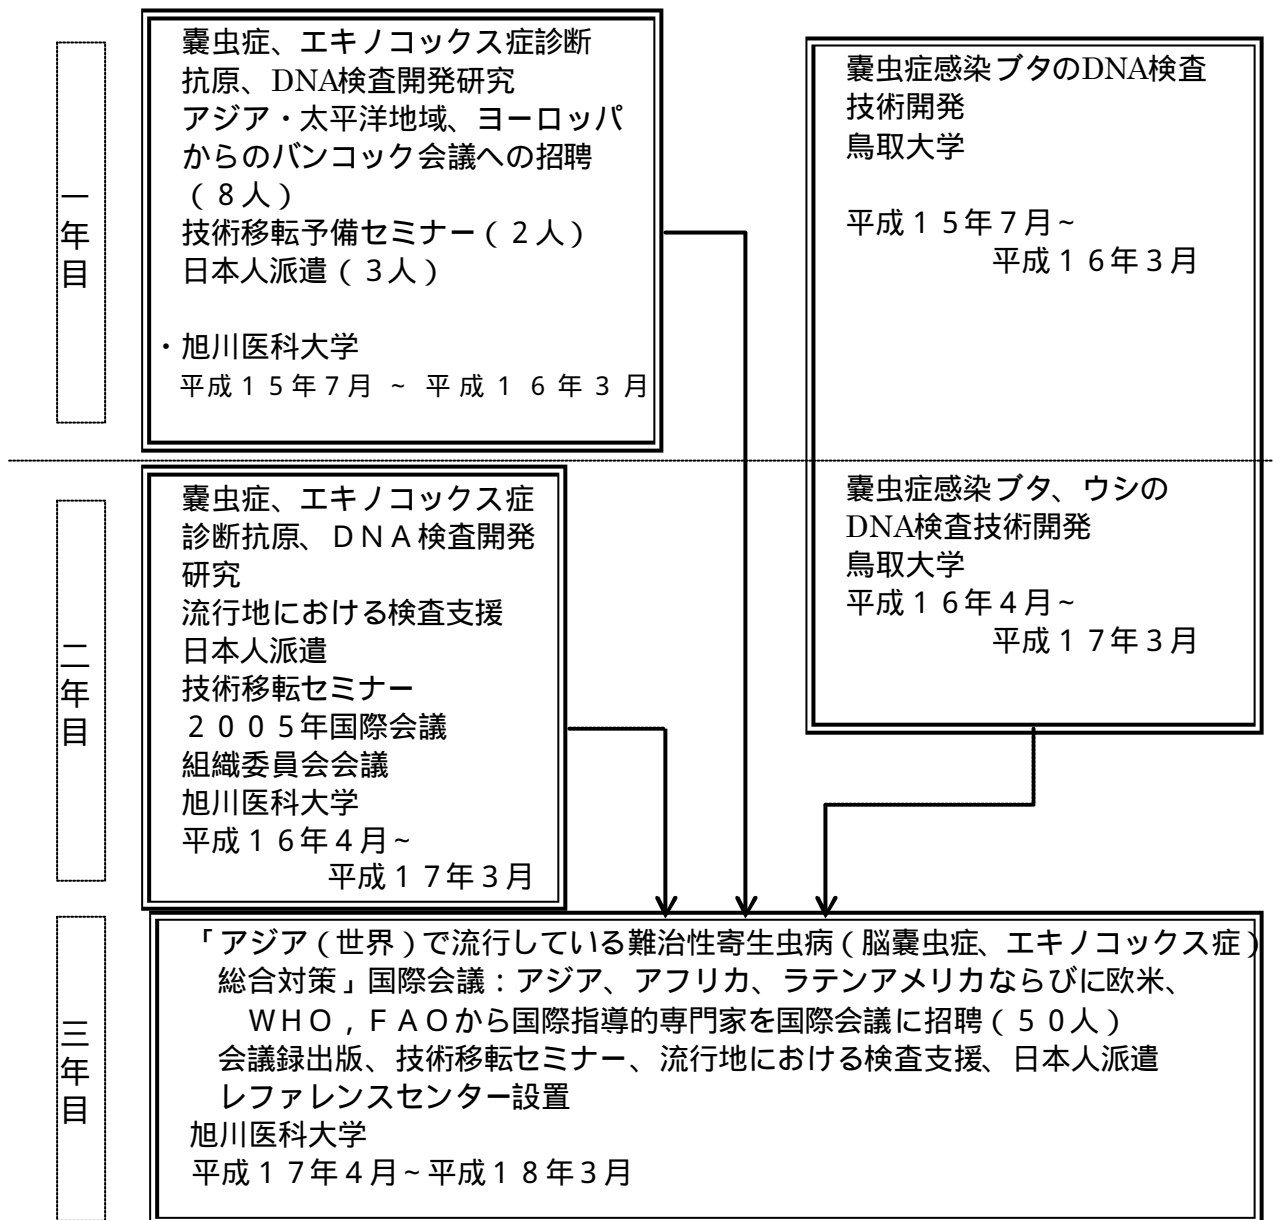 一年目
嚢虫症、エキノコックス症診断
抗原、DNA検査開発研究
アジア・太平洋地域、ヨーロッパ
からのバンコック会議への招聘
（８人）
技術移転予備セミナー（２人）
日本人派遣（３人）
・旭川医科大学
平成１５年７月 ~ 平成１６年３月
嚢虫症感染ブタのDNA検査
技術開発
鳥取大学
平成１５年７月~
平成１６年３月
二年目
嚢虫症、エキノコックス症
診断抗原、ＤＮＡ検査開発
研究
流行地における検査支援
日本人派遣
技術移転セミナー
２００５年国際会議
組織委員会会議
旭川医科大学
平成１６年４月~
平成１７年３月
嚢虫症感染ブタ、ウシの
DNA検査技術開発
鳥取大学
平成１６年４月~
平成１７年３月
三年目
「アジア（世界）で流行している難治性寄生虫病（脳嚢虫症、エキノコックス症）
総合対策」国際会議：アジア、アフリカ、ラテンアメリカならびに欧米、
ＷＨＯ，ＦＡＯから国際指導的専門家を国際会議に招聘（５０人）
会議録出版、技術移転セミナー、流行地における検査支援、日本人派遣
レファレンスセンター設置
旭川医科大学
平成１７年４月~平成１８年３月